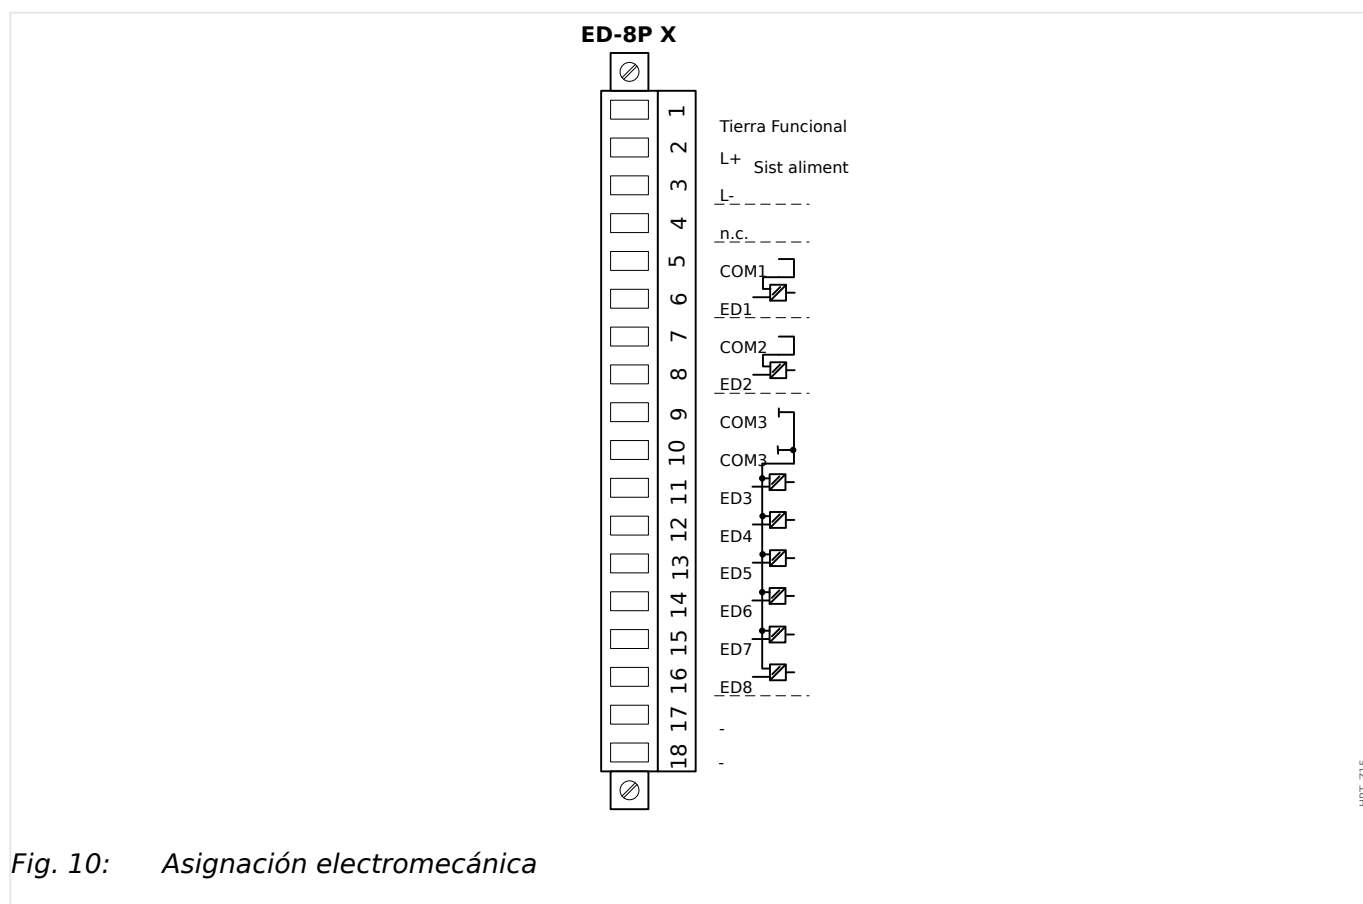 ED-8P X
1
Tierra Funcional
2
L+
Sist aliment
3
L-
4
n.c.
5
COM1
6
ED1
7
COM2
8
ED2
9
COM3
10
COM3
11
ED3
12
ED4
13
ED5
14
ED6
15
ED7
16
ED8
17
-
18
-
Fig. 10: Asignación electromecánica